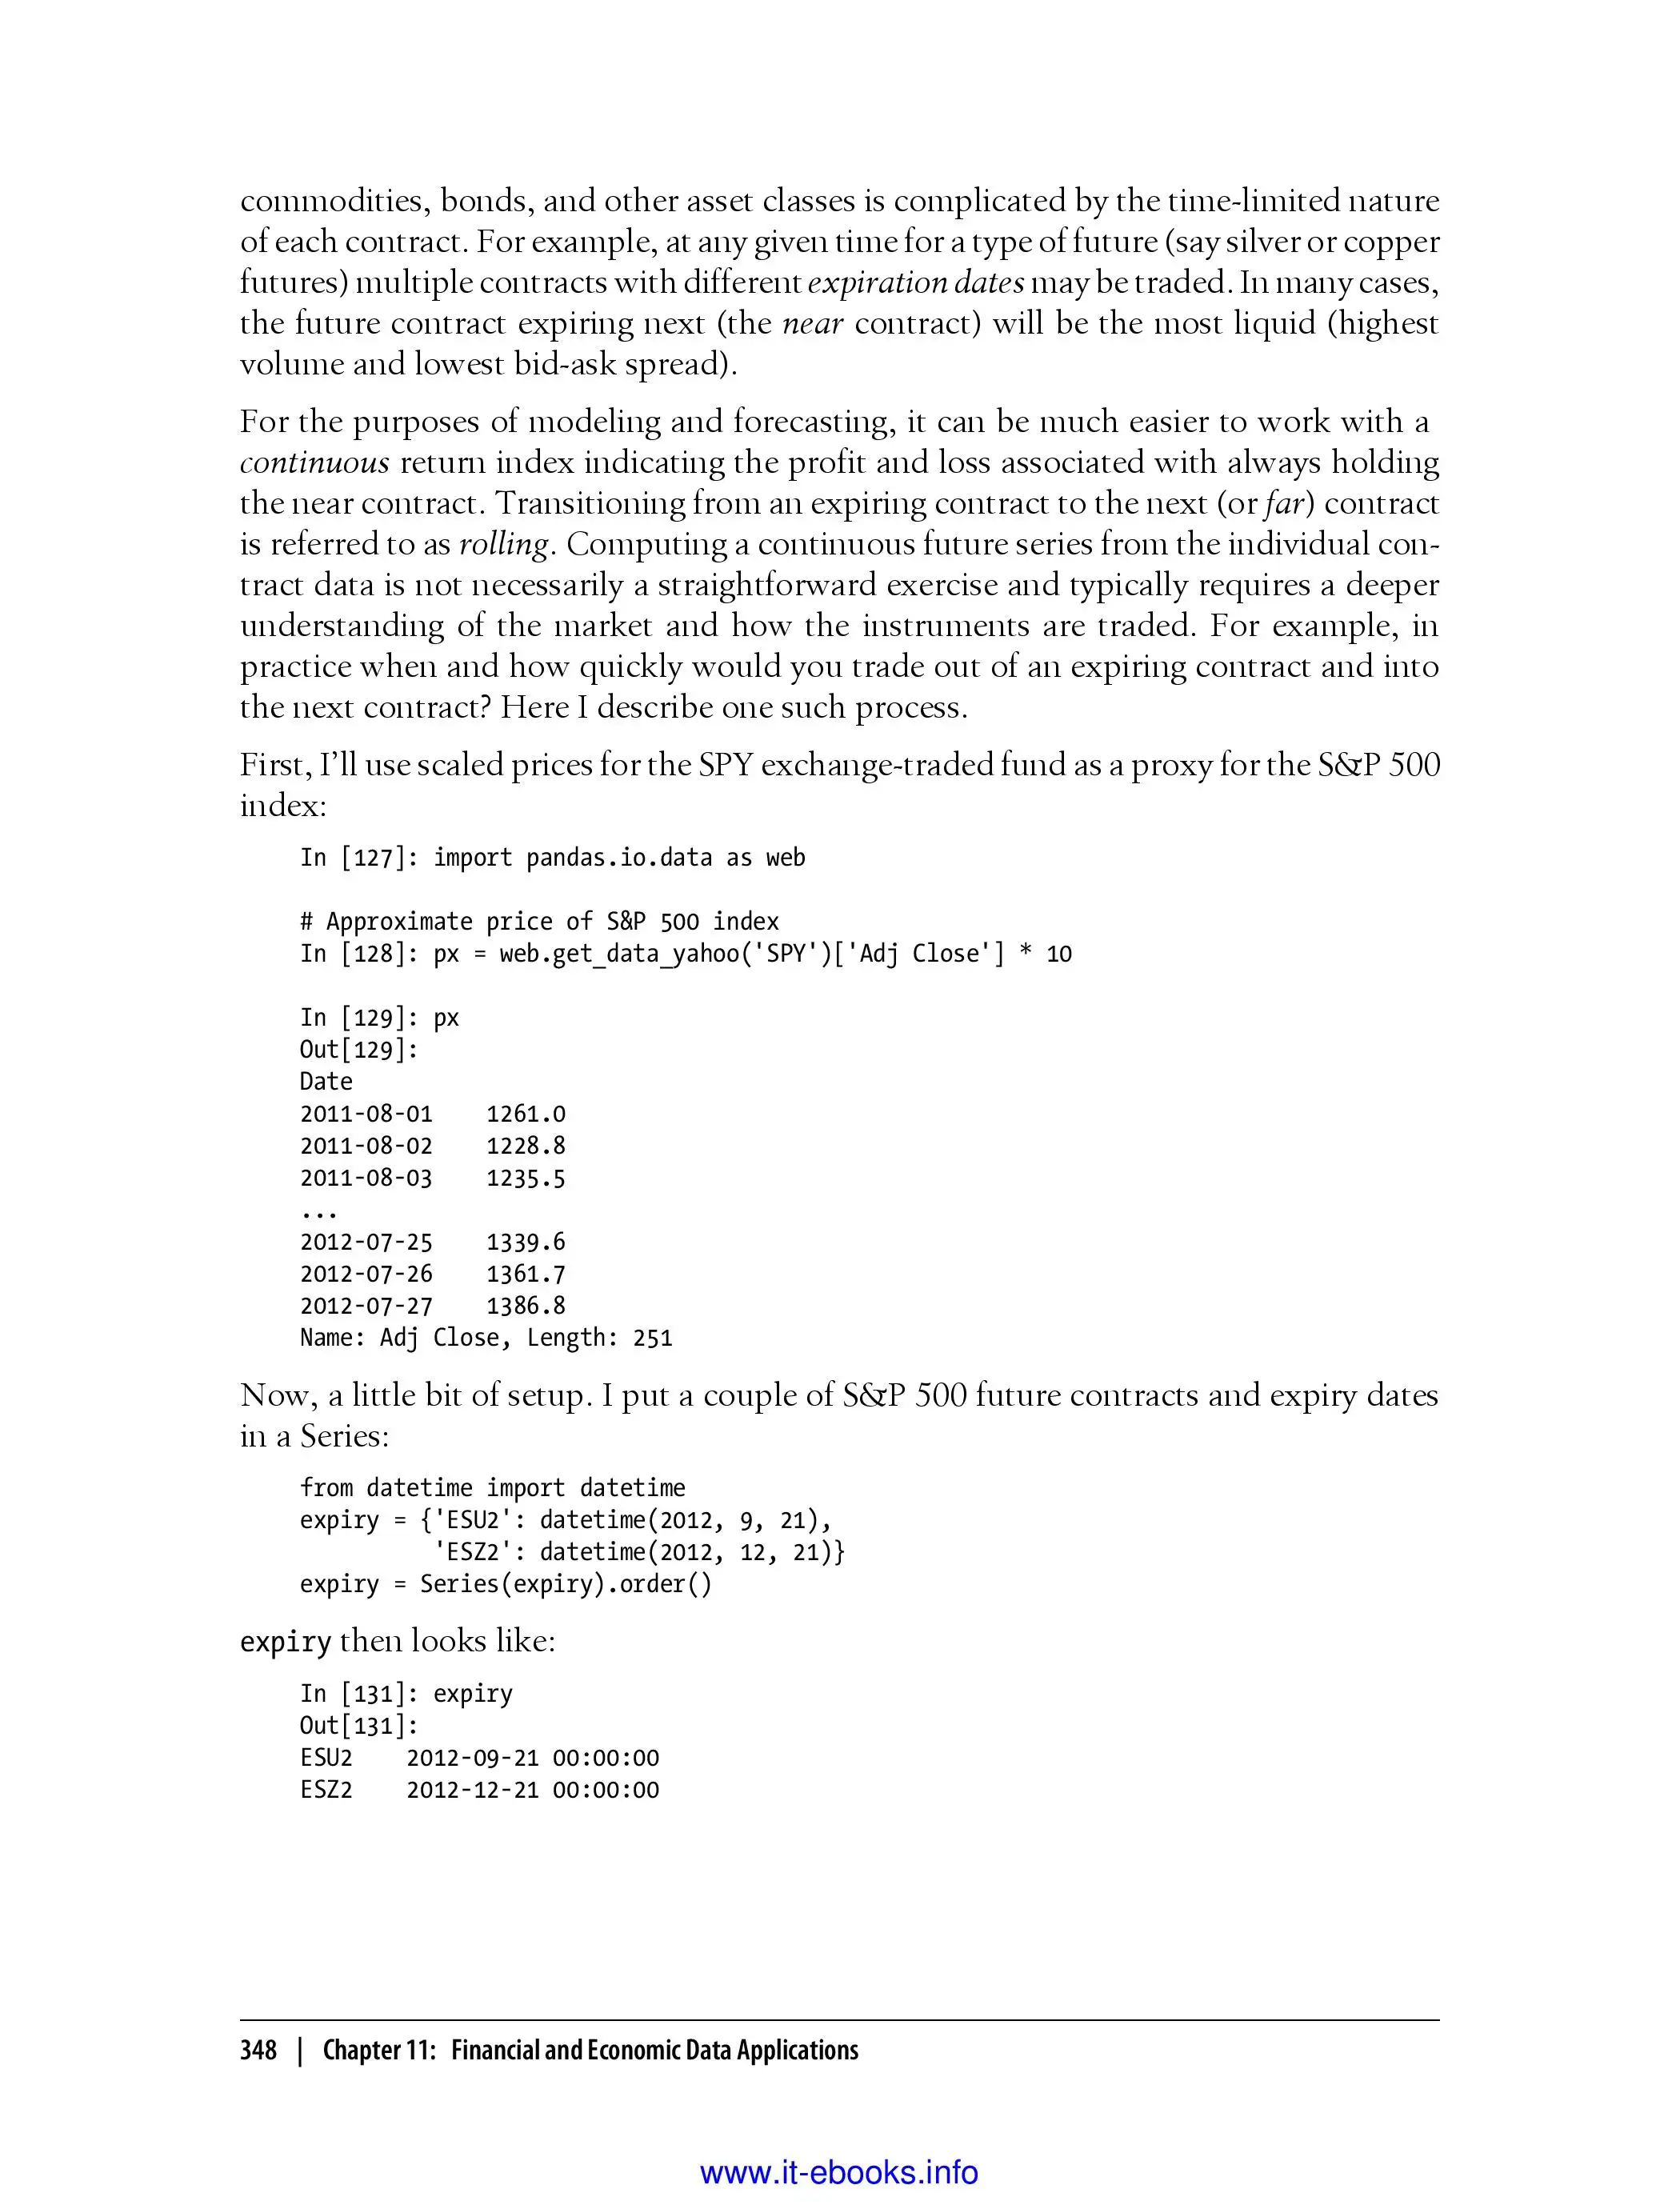 commodities, bonds, and other asset classes is complicated by the time-limited nature
of each contract. For example, at any given time for a type of future (say silver or copper
futures) multiple contracts with different expiration dates may be traded. In many cases,
the future contract expiring next (the near contract) will be the most liquid (highest
volume and lowest bid-ask spread).
For the purposes of modeling and forecasting, it can be much easier to work with a
continuous return index indicating the profit and loss associated with always holding
the near contract. Transitioning from an expiring contract to the next (or far) contract
is referred to as rolling. Computing a continuous future series from the individual con-
tract data is not necessarily a straightforward exercise and typically requires a deeper
understanding of the market and how the instruments are traded. For example, in
practice when and how quickly would you trade out of an expiring contract and into
the next contract? Here I describe one such process.
First, I’ll use scaled prices for the SPY exchange-traded fund as a proxy for the S&P 500
index:
In [127]: import pandas.io.data as web
# Approximate price of S&P 500 index
In [128]: px = web.get_data_yahoo('SPY')['Adj Close'] * 10
In [129]: px
Out[129]:
Date
2011-08-01    1261.0
2011-08-02    1228.8
2011-08-03    1235.5
...
2012-07-25    1339.6
2012-07-26    1361.7
2012-07-27    1386.8
Name: Adj Close, Length: 251
Now, a little bit of setup. I put a couple of S&P 500 future contracts and expiry dates
in a Series:
from datetime import datetime
expiry = {'ESU2': datetime(2012, 9, 21),
          'ESZ2': datetime(2012, 12, 21)}
expiry = Series(expiry).order()
expiry then looks like:
In [131]: expiry
Out[131]:
ESU2    2012-09-21 00:00:00
ESZ2    2012-12-21 00:00:00
348 | Chapter 11: Financial and Economic Data Applications
www.it-ebooks.info